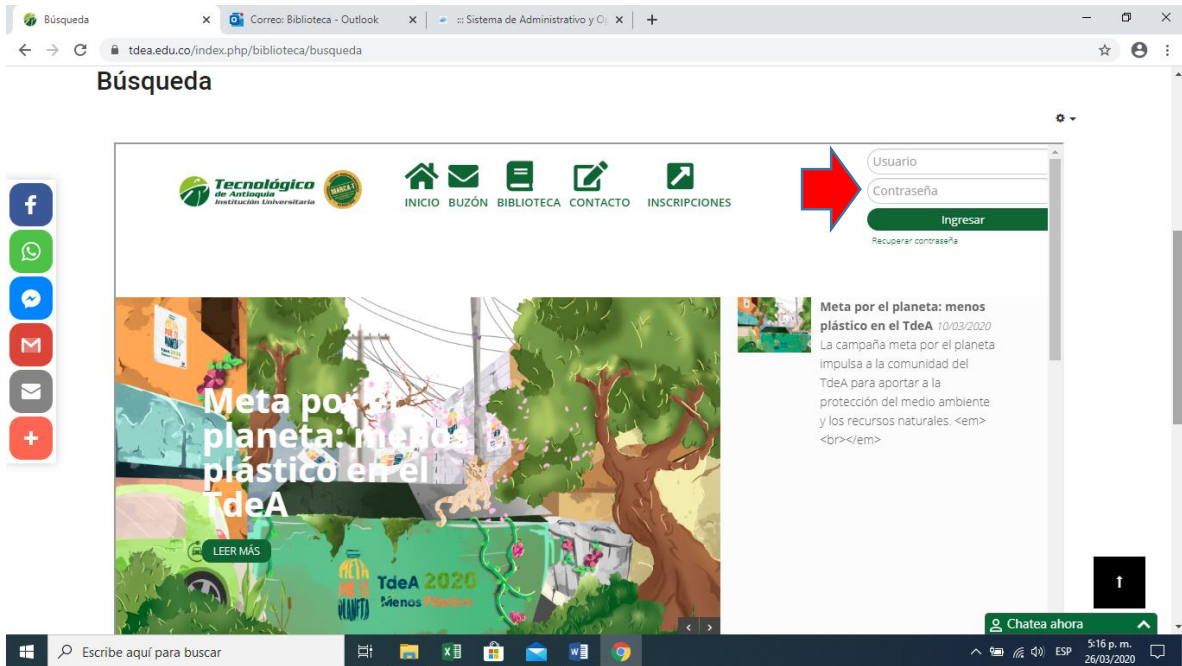 Búsqueda
Correo: Biblioteca - Outlook
::: Sistema de Administrativo y O
tdea.edu.co/index.php/biblioteca/busqueda
Búsqueda
Usuario
Contraseña
Ingresar
Recuperar contraseña
Tecnológico
de Antioquia
Institución Universitaria
INICIO BUZÓN BIBLIOTECA CONTACTO INSCRIPCIONES
Meta por el
planeta: menos
plástico en el
TdeA
LEER MÁS
META
POR EL
PLANETA
TdeA 2020
Menos Plástico
Meta por el planeta: menos
plástico en el TdeA 10/03/2020
La campaña meta por el planeta
impulsa a la comunidad del
TdeA para aportar a la
protección del medio ambiente
y los recursos naturales. <em>
<br></em>
Chatea ahora
Escribe aquí para buscar
ESP
5:16 p. m.
26/03/2020